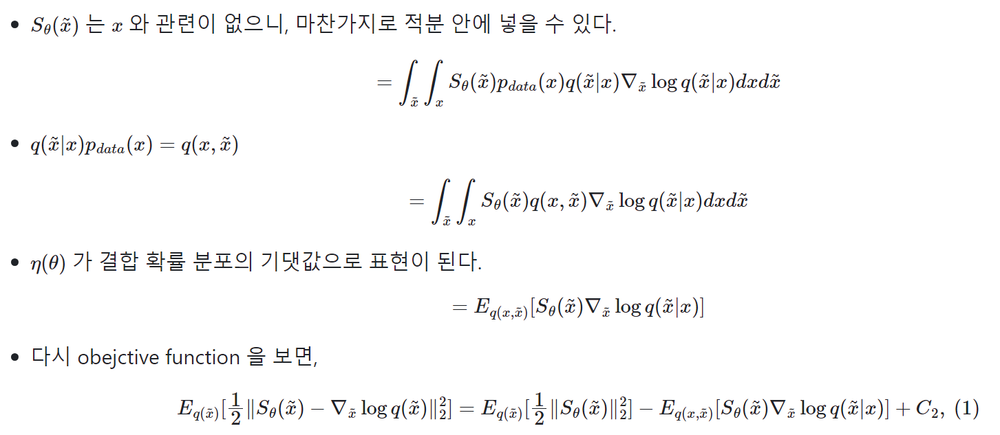 • $S_\theta(\tilde{x})$ 는 $x$ 와 관련이 없으니, 마찬가지로 적분 안에 넣을 수 있다.
$= \int_{\tilde{x}} \int_x S_\theta(\tilde{x}) p_{data}(x) q(\tilde{x}|x) \nabla_{\tilde{x}} \log q(\tilde{x}|x) dx d\tilde{x}$
• $q(\tilde{x}|x) p_{data}(x) = q(x, \tilde{x})$
$= \int_{\tilde{x}} \int_x S_\theta(\tilde{x}) q(x, \tilde{x}) \nabla_{\tilde{x}} \log q(\tilde{x}|x) dx d\tilde{x}$
• $\eta(\theta)$ 가 결합 확률 분포의 기댓값으로 표현이 된다.
$= E_{q(x,\tilde{x})}[S_\theta(\tilde{x}) \nabla_{\tilde{x}} \log q(\tilde{x}|x)]$
• 다시 obejctive function 을 보면,
$E_{q(\tilde{x})}[\frac{1}{2} \| S_\theta(\tilde{x}) - \nabla_{\tilde{x}} \log q(\tilde{x}) \|_2^2] = E_{q(\tilde{x})}[\frac{1}{2} \| S_\theta(\tilde{x}) \|_2^2] - E_{q(x,\tilde{x})}[S_\theta(\tilde{x}) \nabla_{\tilde{x}} \log q(\tilde{x}|x)] + C_2, \; (1)$